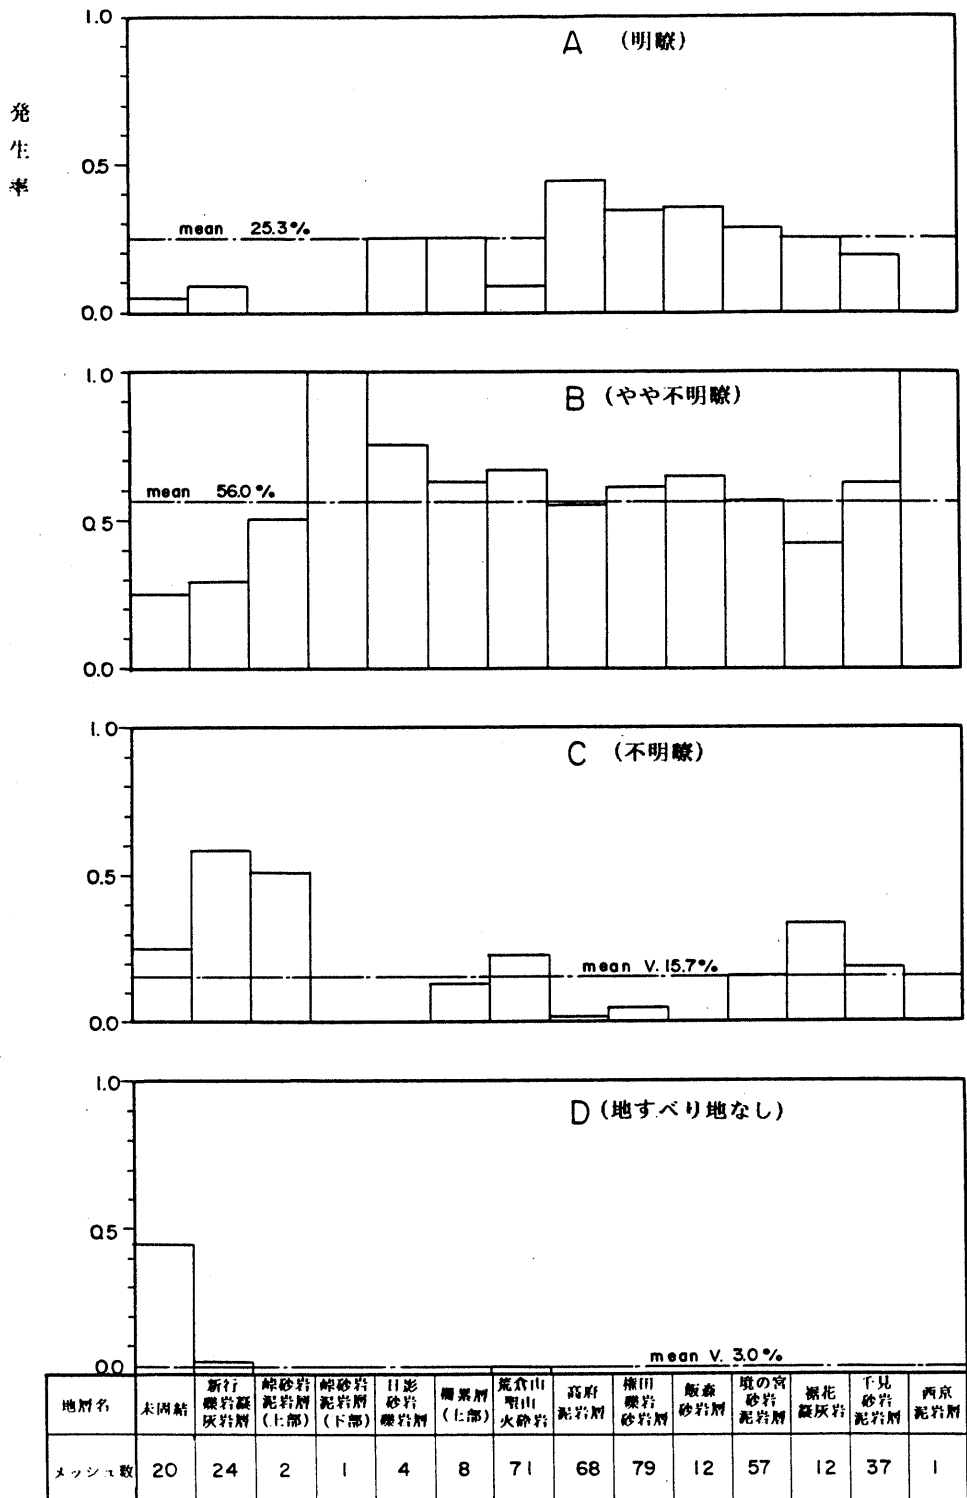 発生率
1.0
0.5
0.0
A (明瞭)
mean 25.3%
1.0
0.5
0.0
B (やや不明瞭)
mean 56.0%
1.0
0.5
0.0
C (不明瞭)
mean V. 15.7%
1.0
0.5
0.0
D (地すべり地なし)
mean V. 3.0%
地層名 未固結 新行礫岩凝灰岩層 峠砂岩泥岩層(上部) 峠砂岩泥岩層(下部) 日影砂岩礫岩層 柵累層(上部) 荒倉山聖山火砕岩 高府泥岩層 権田礫岩砂岩層 飯森砂岩層 境の宮砂岩泥岩層 裾花凝灰岩 千見砂岩泥岩層 西京泥岩層
メッシュ数 20 24 2 1 4 8 71 68 79 12 57 12 37 1